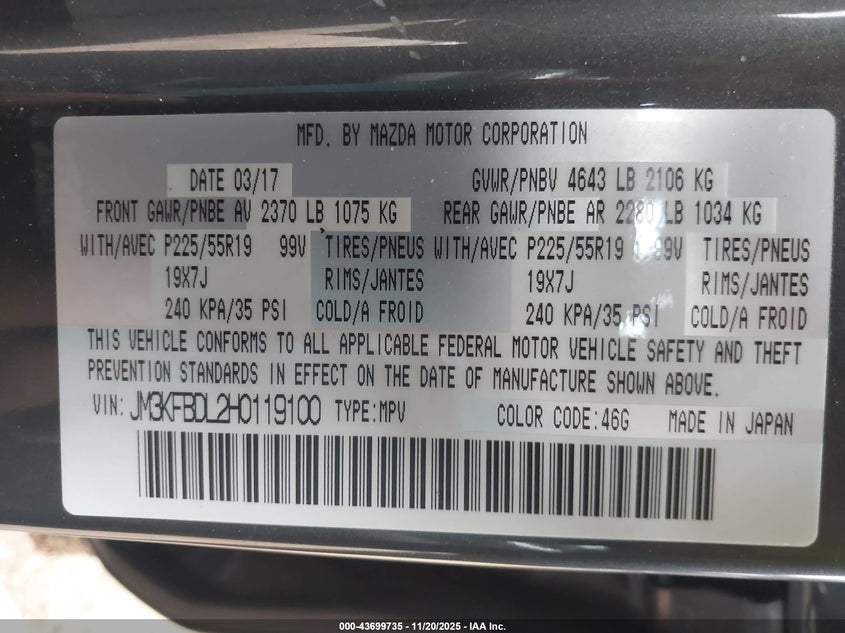 MFD. BY MAZDA MOTOR CORPORATION
DATE 03/17 GVWR/PNBV 4643 LB 2106 KG
FRONT GAWR/PNBE AV 2370 LB 1075 KG REAR GAWR/PNBE AR 2280 LB 1034 KG
WITH/AVEC P225/55R19 99V TIRES/PNEUS WITH/AVEC P225/55R19 99V TIRES/PNEUS
19X7J RIMS/JANTES 19X7J RIMS/JANTES
240 KPA/35 PSI COLD/A FROID 240 KPA/35 PSI COLD/A FROID
THIS VEHICLE CONFORMS TO ALL APPLICABLE FEDERAL MOTOR VEHICLE SAFETY AND THEFT
PREVENTION STANDARDS IN EFFECT ON THE DATE OF MANUFACTURE SHOWN ABOVE.
VIN: JM3KFBDL2H0119100 TYPE:MPV COLOR CODE:46G MADE IN JAPAN
000-43699735 - 11/20/2025 - IAA Inc.